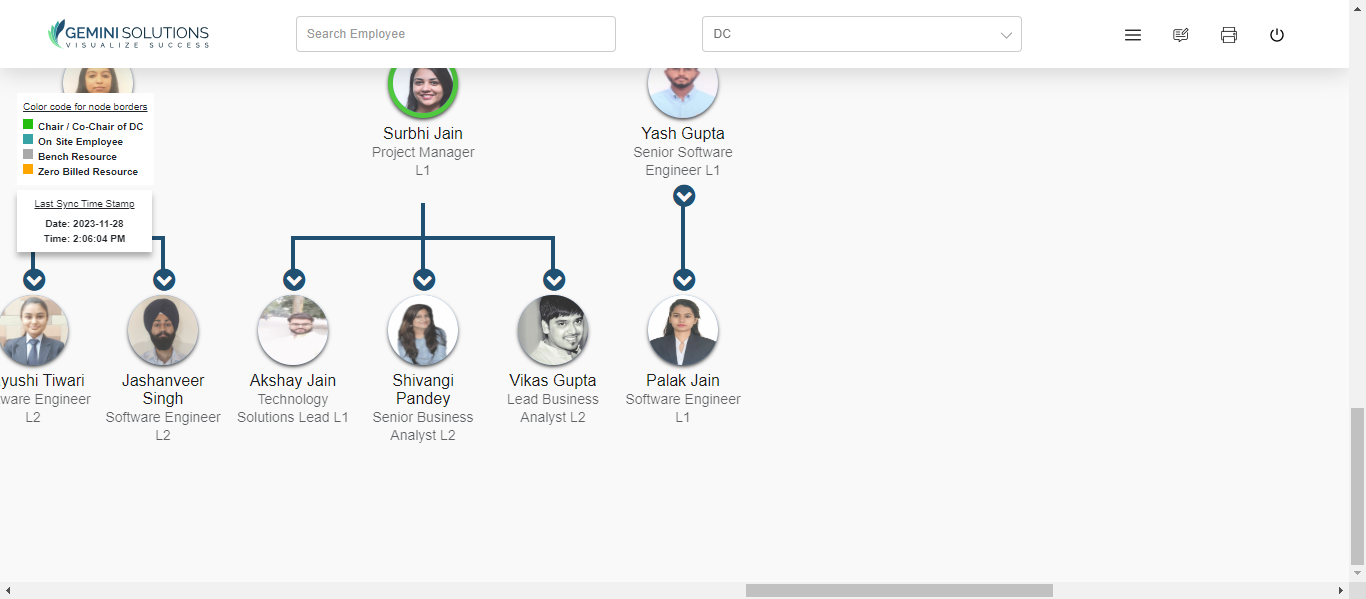 GEMINI SOLUTIONS
VISUALIZE SUCCESS
Search Employee
DC
Color code for node borders
Chair / Co-Chair of DC
On Site Employee
Bench Resource
Zero Billed Resource
Last Sync Time Stamp
Date: 2023-11-28
Time: 2:06:04 PM
Surbhi Jain
Project Manager
L1
Yash Gupta
Senior Software
Engineer L1
yushi Tiwari
ware Engineer
L2
Jashanveer
Singh
Software Engineer
L2
Akshay Jain
Technology
Solutions Lead L1
Shivangi
Pandey
Senior Business
Analyst L2
Vikas Gupta
Lead Business
Analyst L2
Palak Jain
Software Engineer
L1